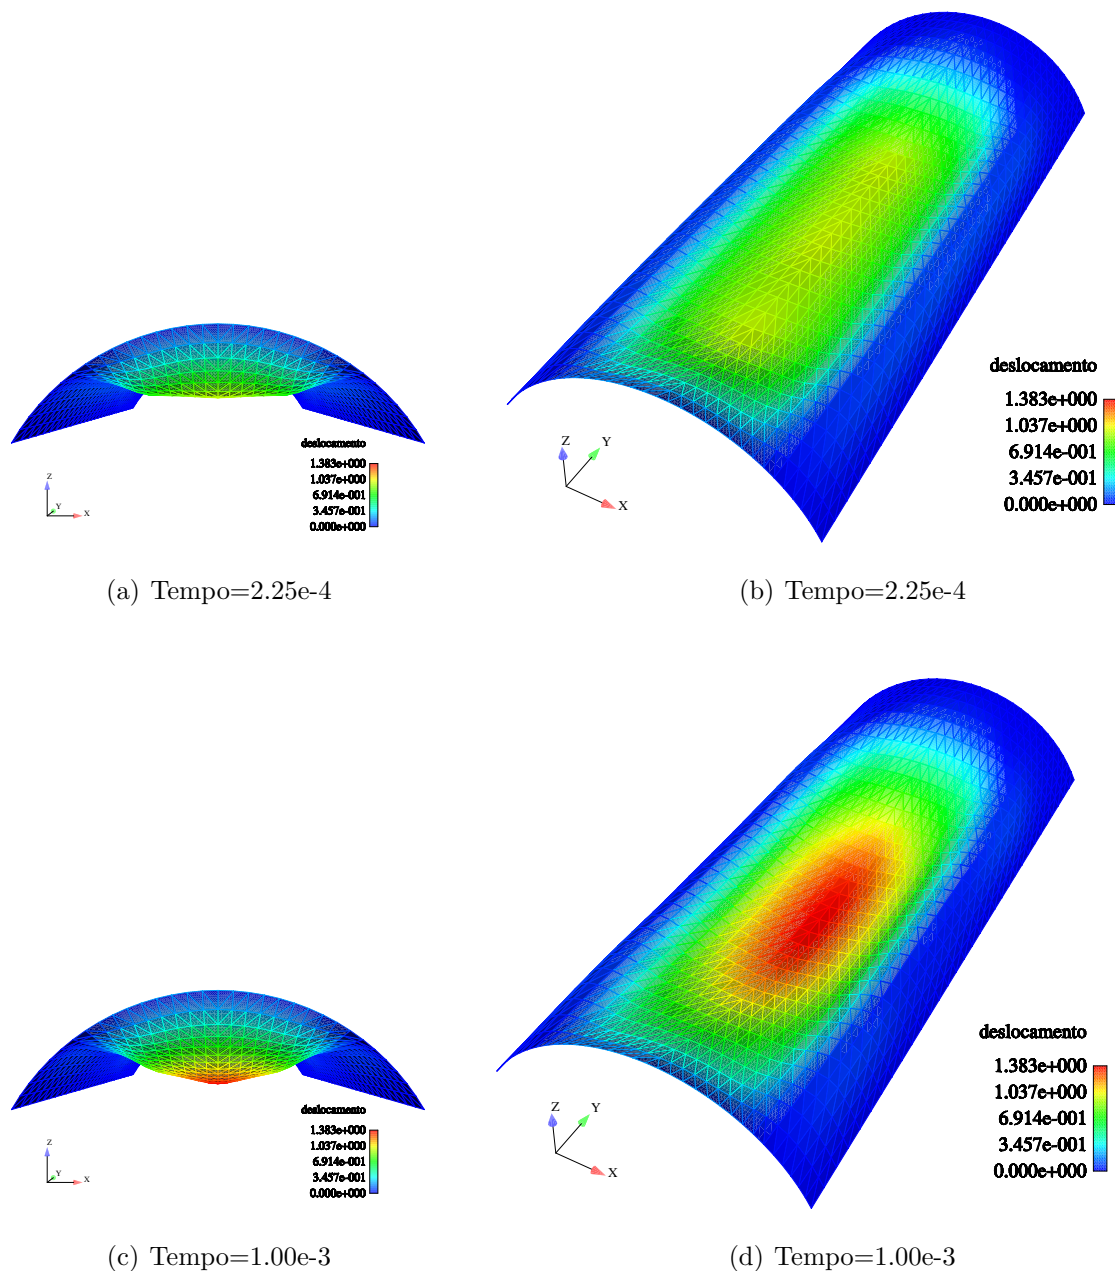 deslocamento
1.383e+000
1.037e+000
6.914e-001
3.457e-001
0.000e+000
Z
Y
X
deslocamento
1.383e+000
1.037e+000
6.914e-001
3.457e-001
0.000e+000
Z
Y
X
(a) Tempo=2.25e-4
(b) Tempo=2.25e-4
deslocamento
1.383e+000
1.037e+000
6.914e-001
3.457e-001
0.000e+000
Z
Y
X
deslocamento
1.383e+000
1.037e+000
6.914e-001
3.457e-001
0.000e+000
Z
Y
X
(c) Tempo=1.00e-3
(d) Tempo=1.00e-3